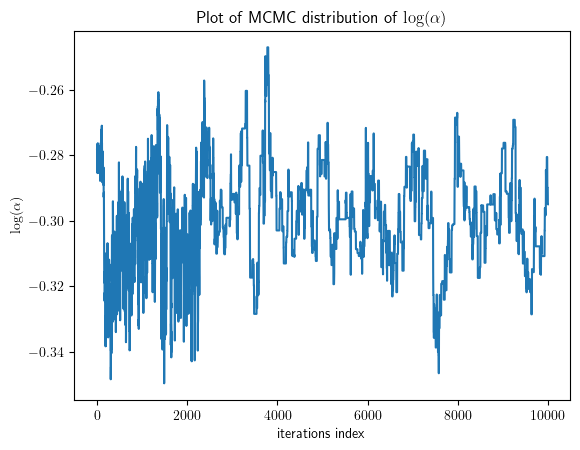 Plot of MCMC distribution of log(α)
log(α)
−0.26
−0.28
−0.30
−0.32
−0.34
0 2000 4000 6000 8000 10000
iterations index